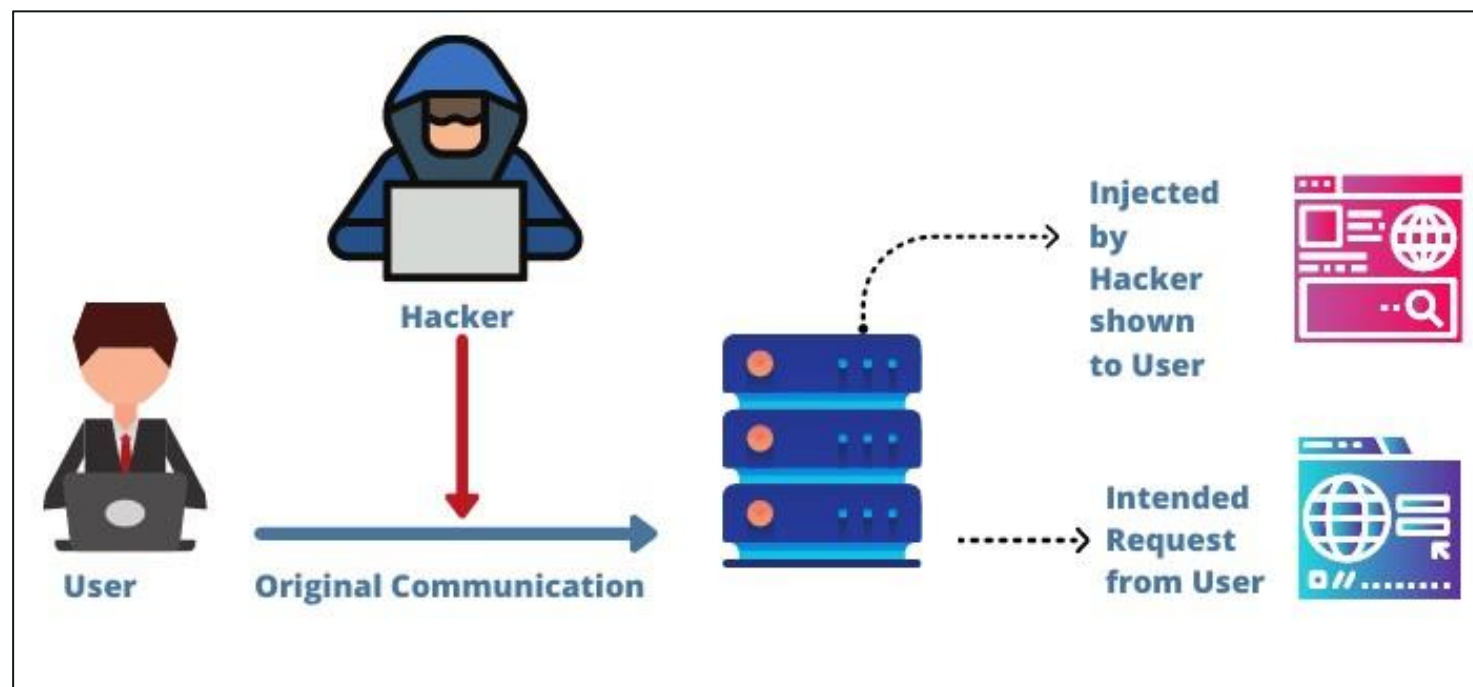 Hacker
User
Original Communication
Injected
by
Hacker
shown
to User
Intended
Request
from User